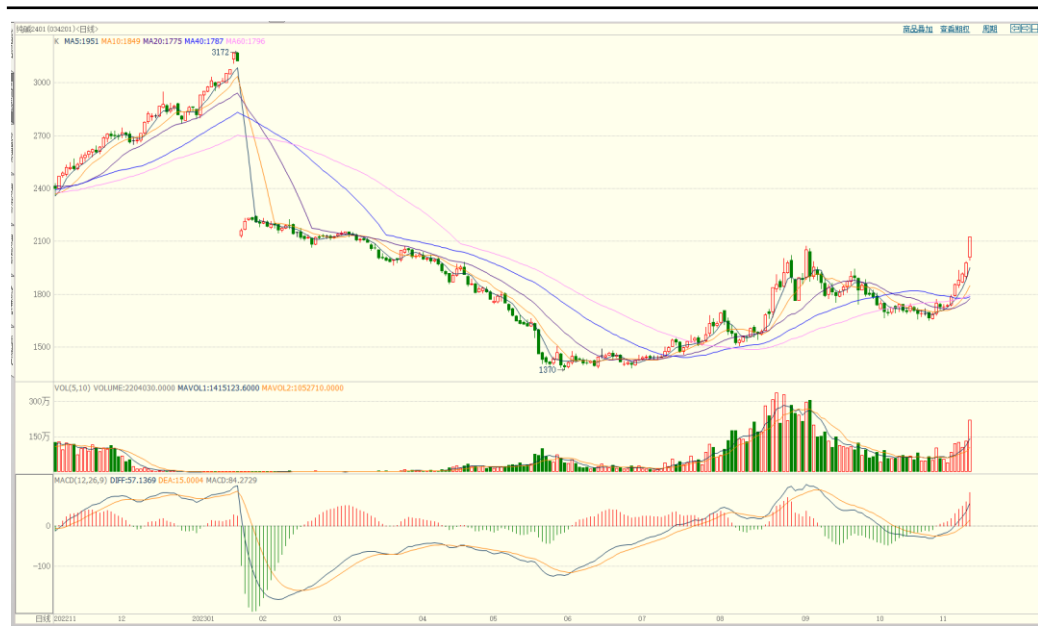 纯碱2401(034201)<日线> 商品叠加 查看期权 周期
K MA5:1951 MA10:1849 MA20:1775 MA40:1787 MA60:1796
3172
3000
2700
2400
2100
1800
1500
1370
VOL(5,10) VOLUME:2204030.0000 MAVOL1:1415123.6000 MAVOL2:1052710.0000
300万
150万
MACD(12,26,9) DIFF:57.1369 DEA:15.0004 MACD:84.2729
0
-100
日线 202211 12 202301 02 03 04 05 06 07 08 09 10 11